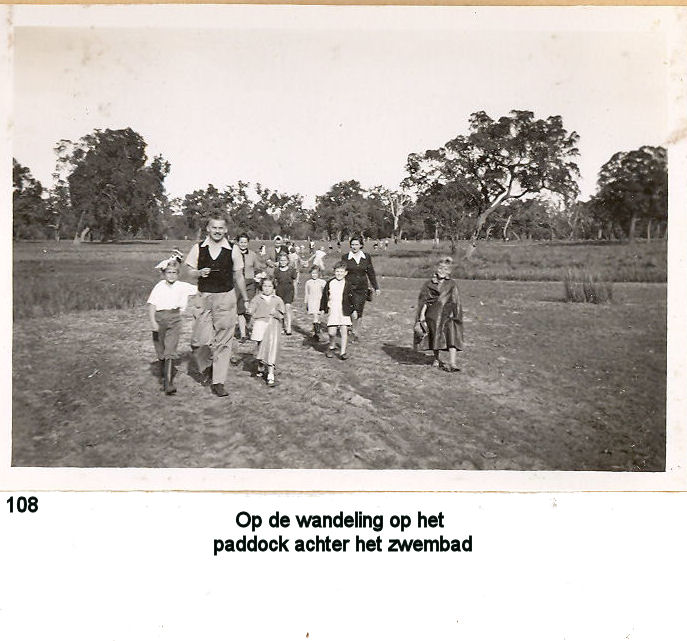 108
Op de wandeling op het
paddock achter het zwembad